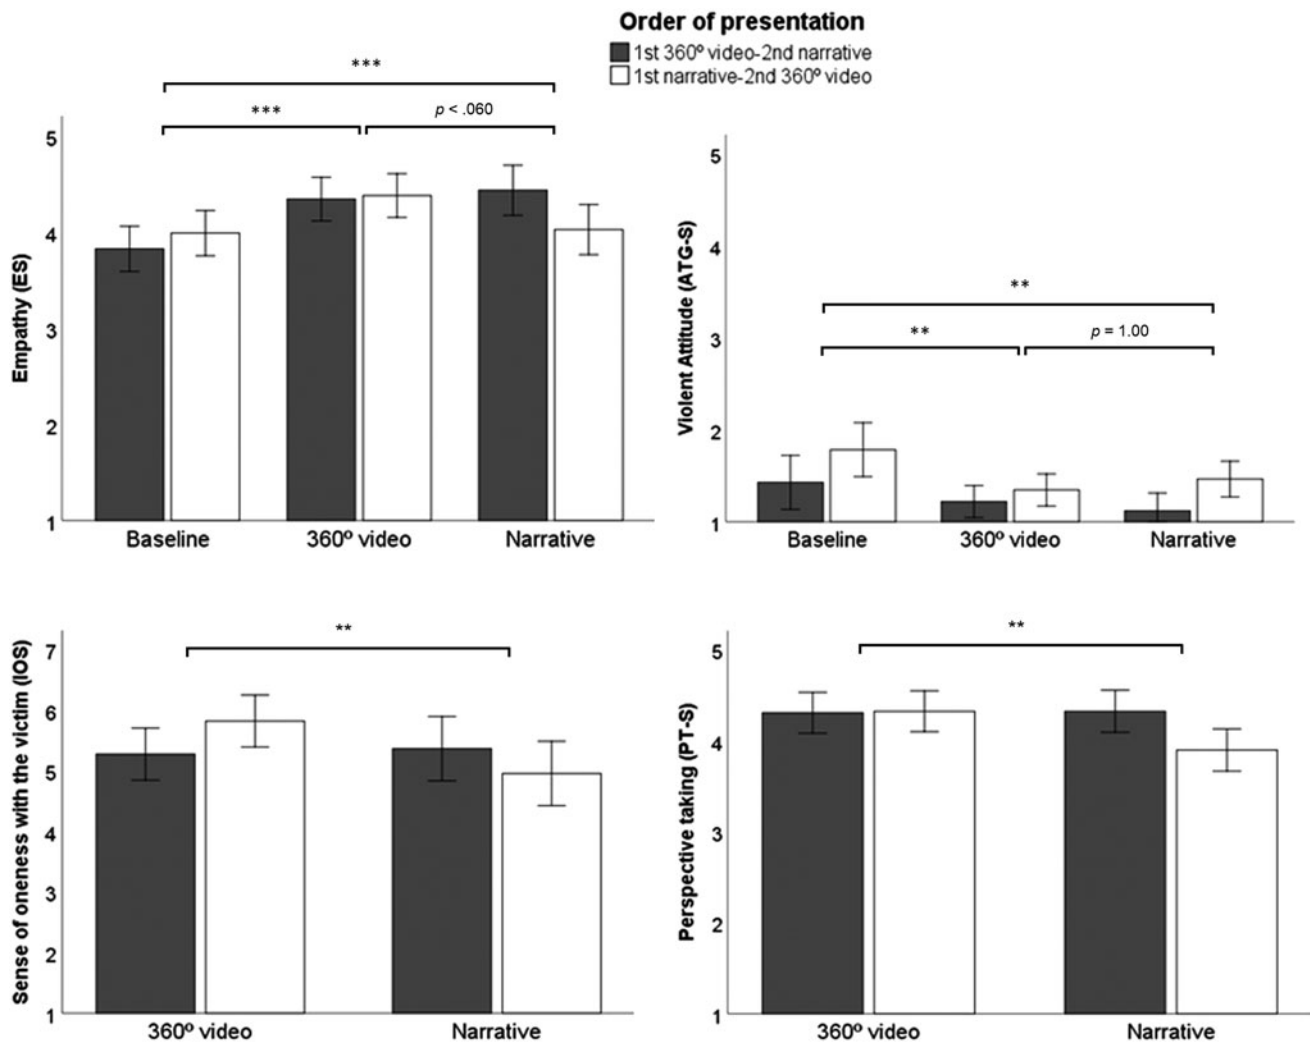 Order of presentation
1st 360º video-2nd narrative
1st narrative-2nd 360º video
***
***
p < .060
5
4
3
2
1
Empathy (ES)
Baseline
360º video
Narrative
**
**
p = 1.00
5
4
3
2
1
Violent Attitude (ATG-S)
Baseline
360º video
Narrative
**
7
6
5
4
3
2
1
Sense of oneness with the victim (IOS)
360º video
Narrative
**
5
4
3
2
1
Perspective taking (PT-S)
360º video
Narrative